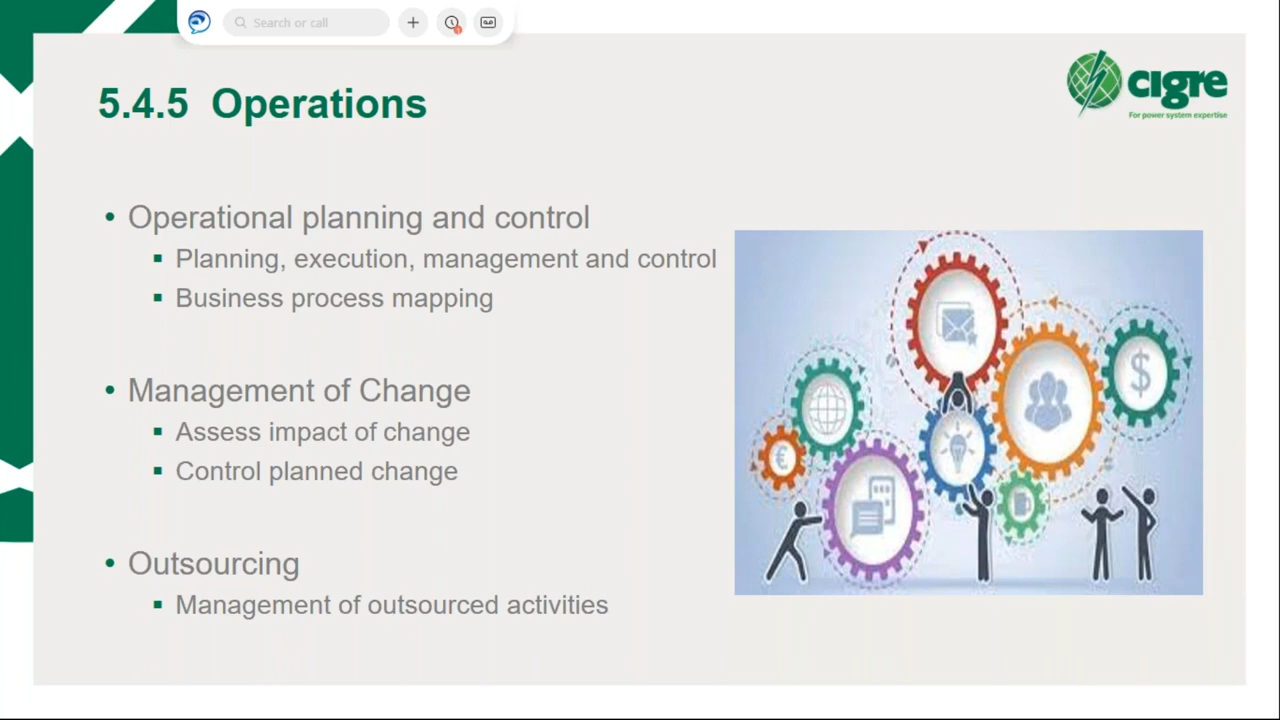 Search or call
5.4.5 Operations
cigre
For power system expertise
• Operational planning and control
▪ Planning, execution, management and control
▪ Business process mapping
• Management of Change
▪ Assess impact of change
▪ Control planned change
• Outsourcing
▪ Management of outsourced activities
$
€